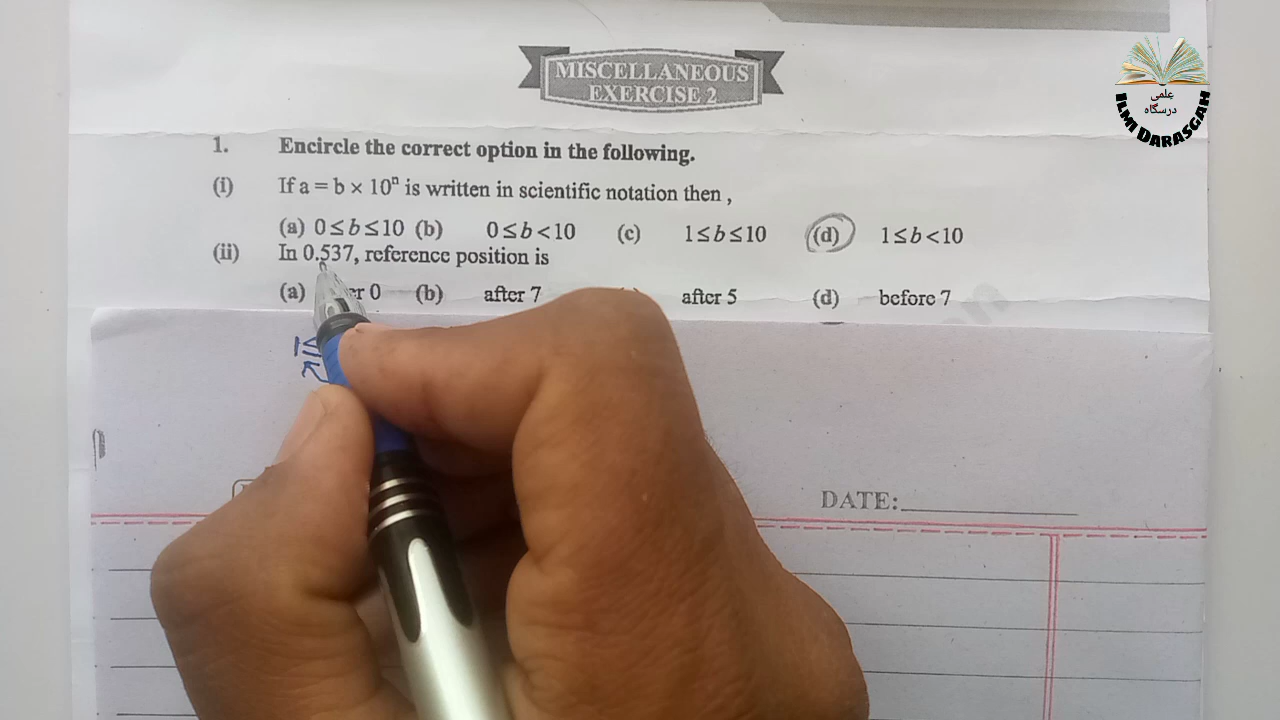 MISCELLANEOUS
EXERCISE 2
علمی
درسگاہ
ILMI DARASGAH
1. Encircle the correct option in the following.
(i) If a = b × 10ⁿ is written in scientific notation then ,
(a) 0 ≤ b ≤ 10 (b) 0 ≤ b < 10 (c) 1 ≤ b ≤ 10 (d) 1 ≤ b < 10
(ii) In 0.537, reference position is
(a) 0 (b) after 7 after 5 (d) before 7
1≤
DATE: